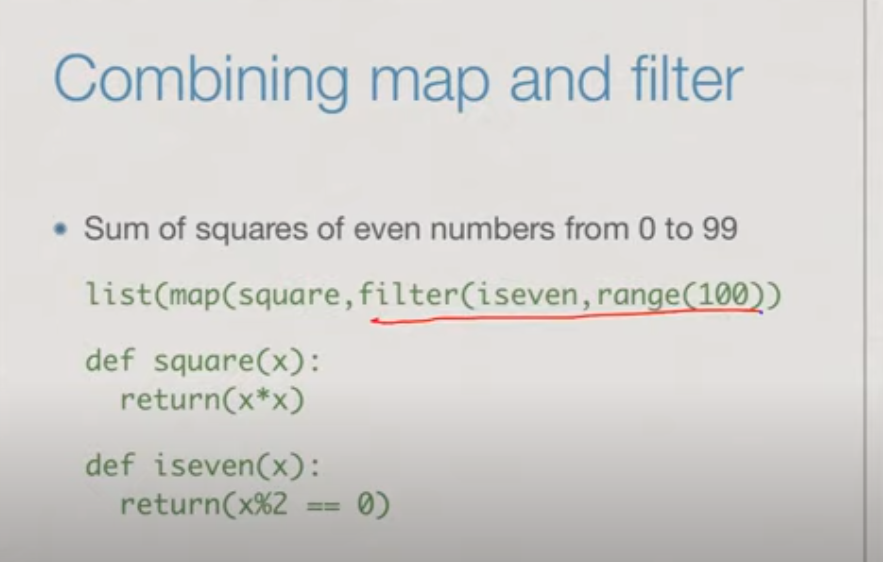 Combining map and filter
Sum of squares of even numbers from 0 to 99
list(map(square,filter(iseven,range(100))
def square(x):
return(x*x)
def iseven(x):
return(x%2 == 0)